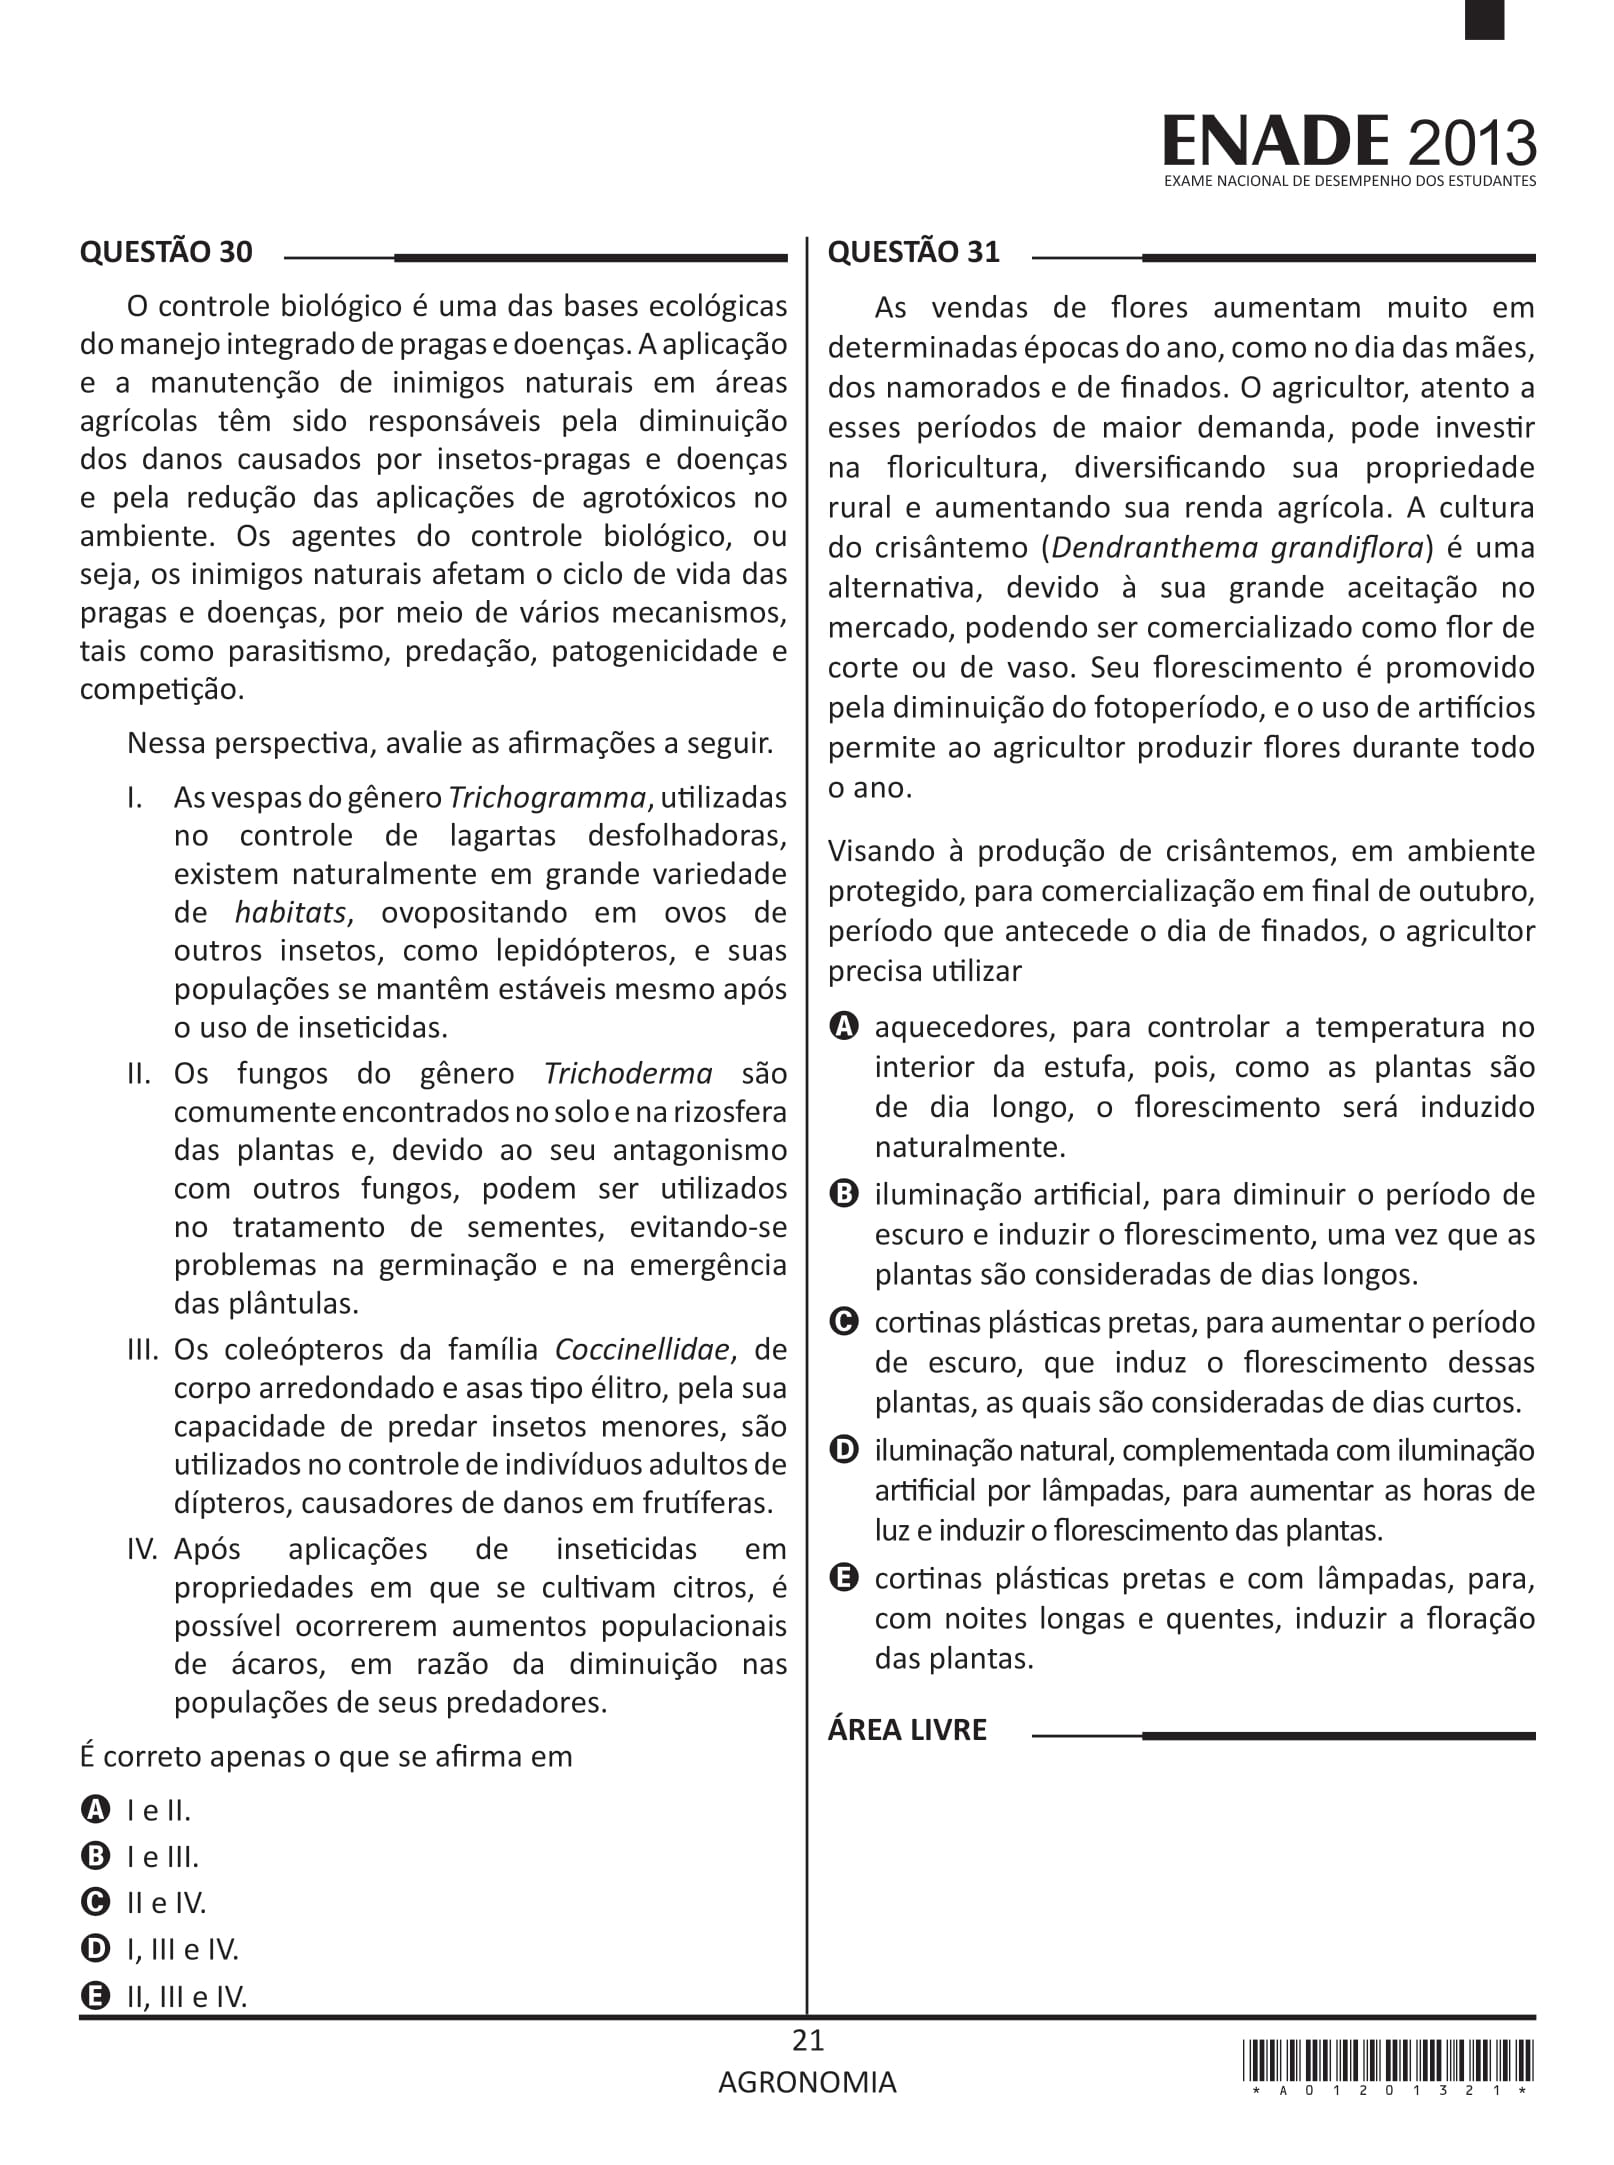 ENADE 2013
EXAME NACIONAL DE DESEMPENHO DOS ESTUDANTES
QUESTÃO 30
O controle biológico é uma das bases ecológicas
do manejo integrado de pragas e doenças. A aplicação
e a manutenção de inimigos naturais em áreas
agrícolas têm sido responsáveis pela diminuição
dos danos causados por insetos-pragas e doenças
e pela redução das aplicações de agrotóxicos no
ambiente. Os agentes do controle biológico, ou
seja, os inimigos naturais afetam o ciclo de vida das
pragas e doenças, por meio de vários mecanismos,
tais como parasitismo, predação, patogenicidade e
competição.
Nessa perspectiva, avalie as afirmações a seguir.
I. As vespas do gênero Trichogramma, utilizadas
no controle de lagartas desfolhadoras,
existem naturalmente em grande variedade
de habitats, ovopositando em ovos de
outros insetos, como lepidópteros, e suas
populações se mantêm estáveis mesmo após
o uso de inseticidas.
II. Os fungos do gênero Trichoderma são
comumente encontrados no solo e na rizosfera
das plantas e, devido ao seu antagonismo
com outros fungos, podem ser utilizados
no tratamento de sementes, evitando-se
problemas na germinação e na emergência
das plântulas.
III. Os coleópteros da família Coccinellidae, de
corpo arredondado e asas tipo élitro, pela sua
capacidade de predar insetos menores, são
utilizados no controle de indivíduos adultos de
dípteros, causadores de danos em frutíferas.
IV. Após aplicações de inseticidas em
propriedades em que se cultivam citros, é
possível ocorrerem aumentos populacionais
de ácaros, em razão da diminuição nas
populações de seus predadores.
É correto apenas o que se afirma em
A I e II.
B I e III.
C II e IV.
D I, III e IV.
E II, III e IV.
QUESTÃO 31
As vendas de flores aumentam muito em
determinadas épocas do ano, como no dia das mães,
dos namorados e de finados. O agricultor, atento a
esses períodos de maior demanda, pode investir
na floricultura, diversificando sua propriedade
rural e aumentando sua renda agrícola. A cultura
do crisântemo (Dendranthema grandiflora) é uma
alternativa, devido à sua grande aceitação no
mercado, podendo ser comercializado como flor de
corte ou de vaso. Seu florescimento é promovido
pela diminuição do fotoperíodo, e o uso de artifícios
permite ao agricultor produzir flores durante todo
o ano.
Visando à produção de crisântemos, em ambiente
protegido, para comercialização em final de outubro,
período que antecede o dia de finados, o agricultor
precisa utilizar
A aquecedores, para controlar a temperatura no
interior da estufa, pois, como as plantas são
de dia longo, o florescimento será induzido
naturalmente.
B iluminação artificial, para diminuir o período de
escuro e induzir o florescimento, uma vez que as
plantas são consideradas de dias longos.
C cortinas plásticas pretas, para aumentar o período
de escuro, que induz o florescimento dessas
plantas, as quais são consideradas de dias curtos.
D iluminação natural, complementada com iluminação
artificial por lâmpadas, para aumentar as horas de
luz e induzir o florescimento das plantas.
E cortinas plásticas pretas e com lâmpadas, para,
com noites longas e quentes, induzir a floração
das plantas.
ÁREA LIVRE
21
AGRONOMIA
*A01201321*